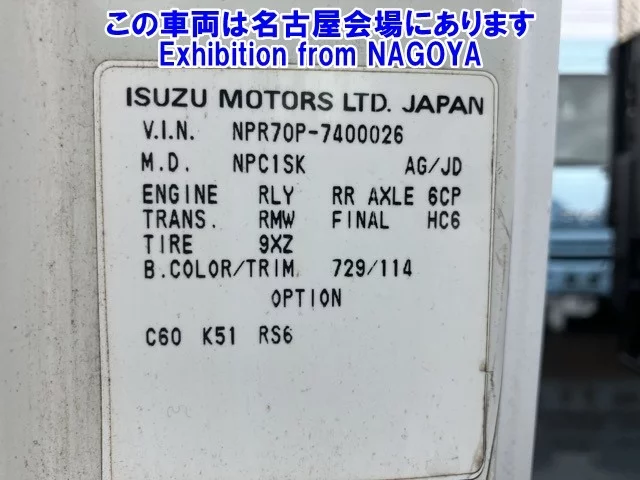 この車両は名古屋会場にあります
Exhibition from NAGOYA
ISUZU MOTORS LTD. JAPAN
V.I.N. NPR70P-7400026
M.D. NPC1SK AG/JD
ENGINE RLY RR AXLE 6CP
TRANS. RMW FINAL HC6
TIRE 9XZ
B.COLOR/TRIM 729/114
OPTION
C60 K51 RS6